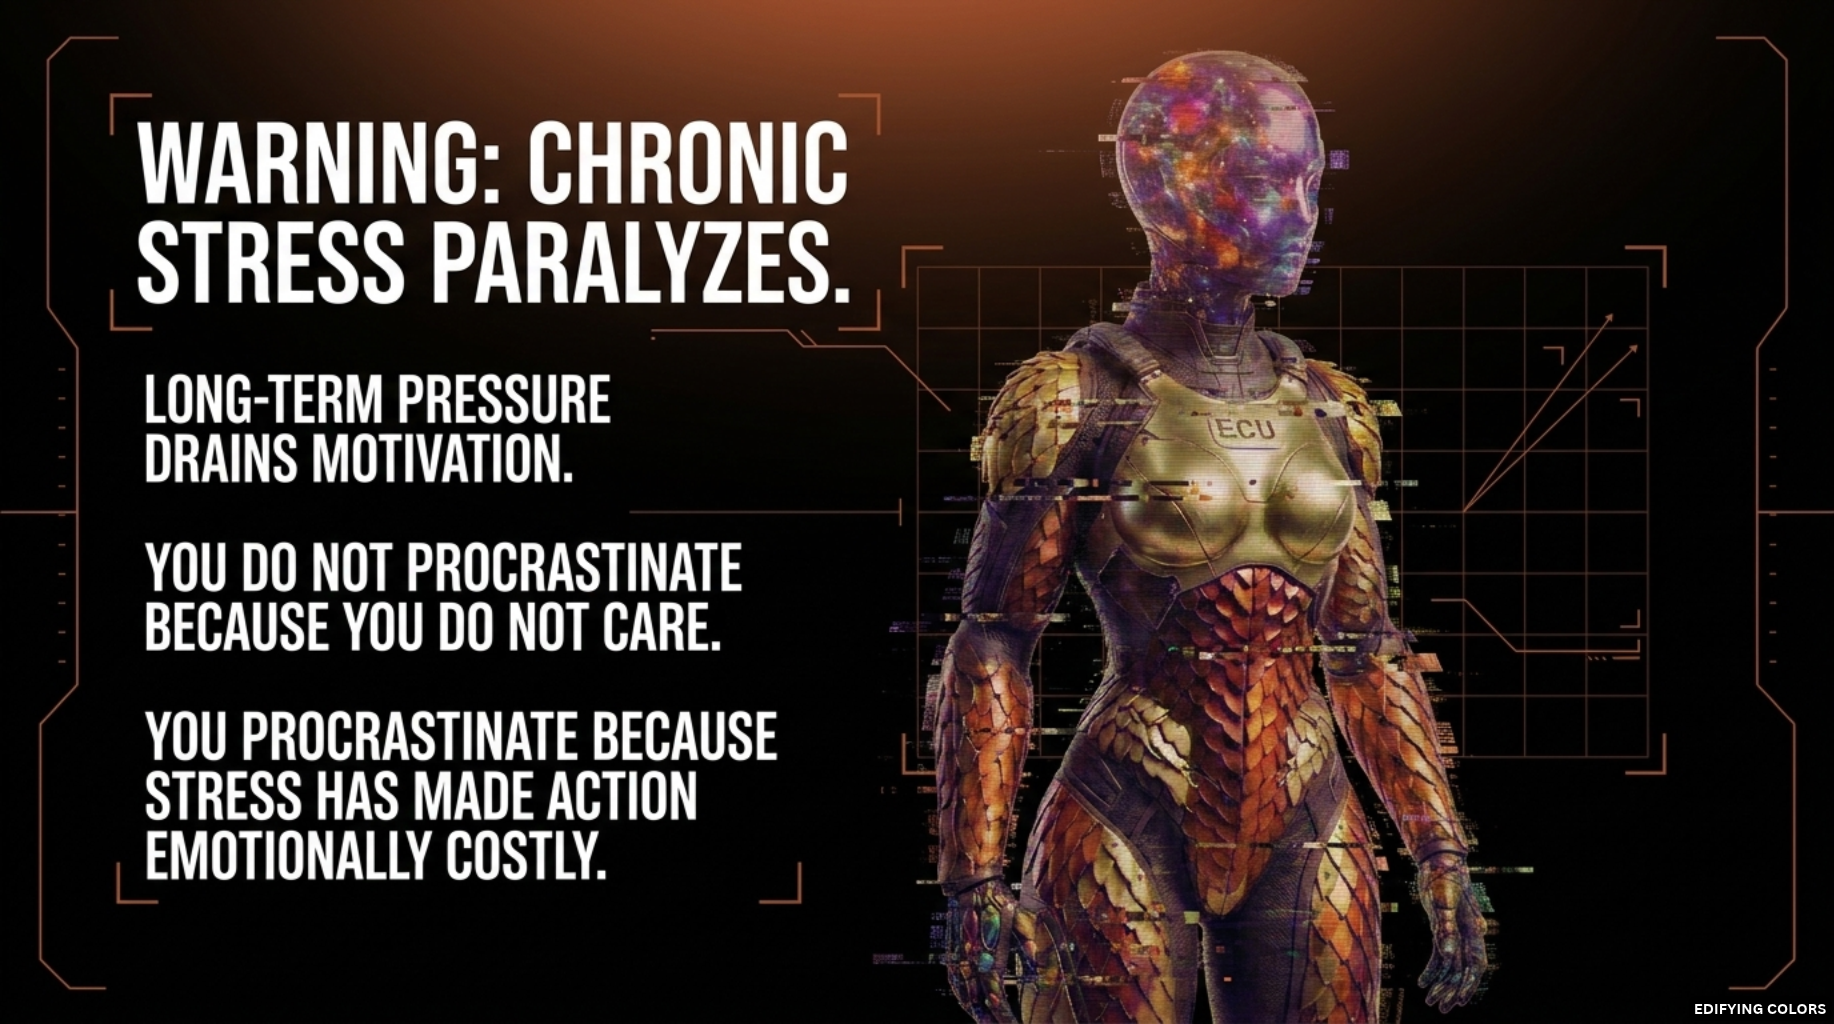 WARNING: CHRONIC
STRESS PARALYZES.
LONG-TERM PRESSURE
DRAINS MOTIVATION.
YOU DO NOT PROCRASTINATE
BECAUSE YOU DO NOT CARE.
YOU PROCRASTINATE BECAUSE
STRESS HAS MADE ACTION
EMOTIONALLY COSTLY.
ECU
EDIFYING COLORS